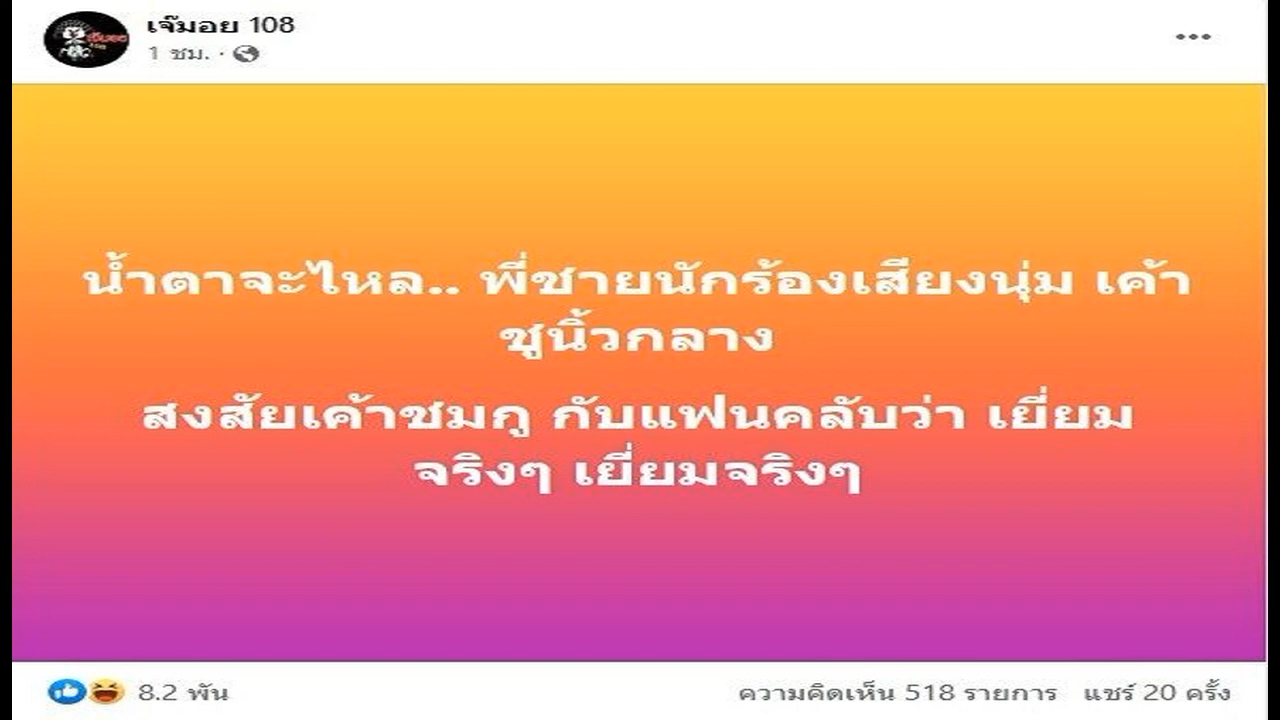 เจ๊มอย 108
1 ชม. ·
น้ำตาจะไหล.. พี่ชายนักร้องเสียงนุ่ม เค้า
ชูนิ้วกลาง
สงสัยเค้าชมกู กับแฟนคลับว่า เยี่ยม
จริงๆ เยี่ยมจริงๆ
8.2 พัน ความคิดเห็น 518 รายการ แชร์ 20 ครั้ง